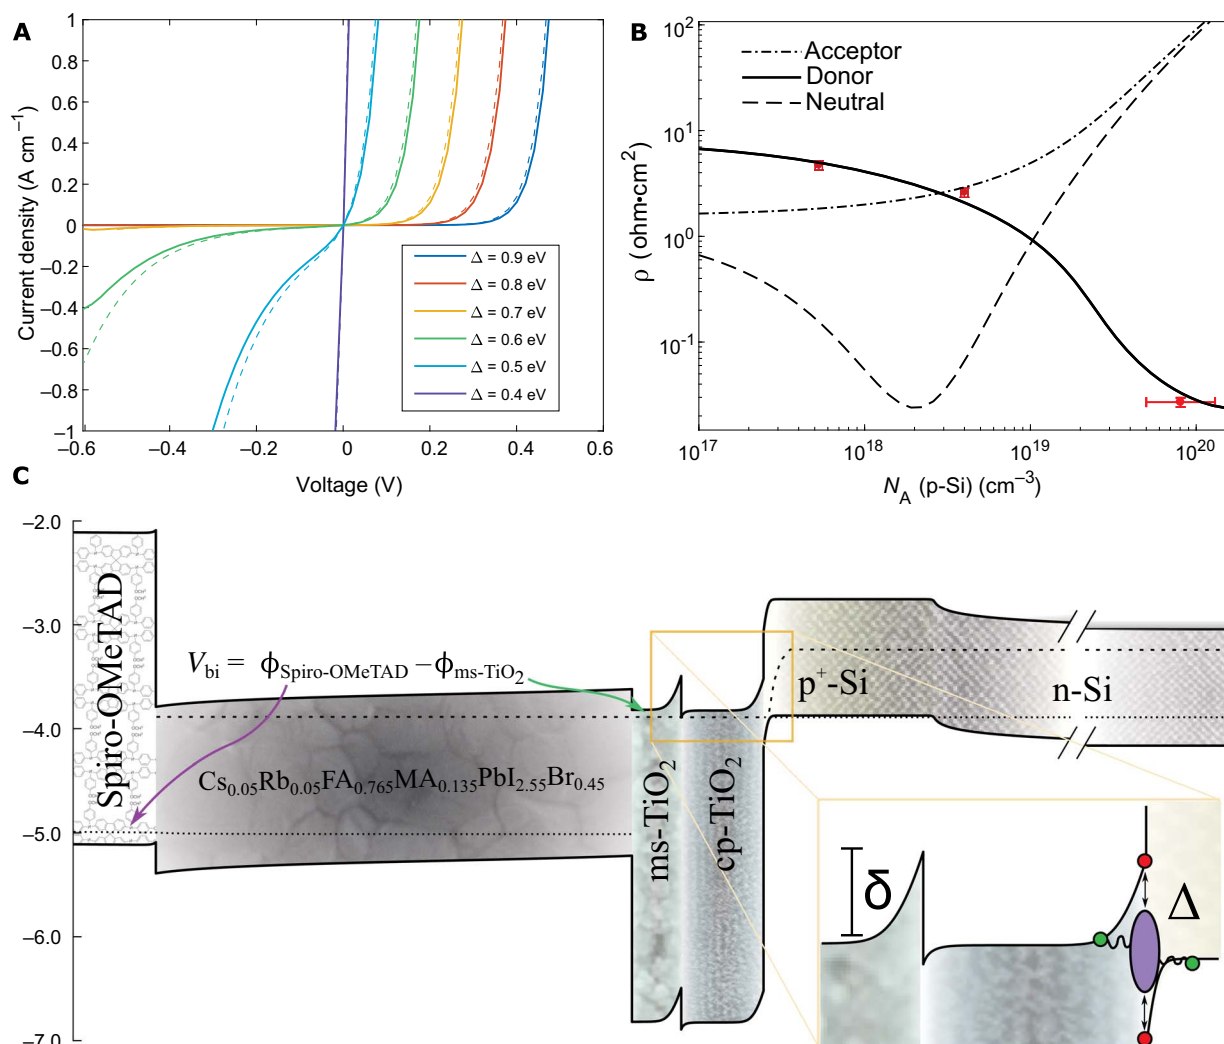 A
Current density (A cm⁻¹)
1
0.8
0.6
0.4
0.2
0
−0.2
−0.4
−0.6
−0.8
−1
−0.6
−0.4
−0.2
0
0.2
0.4
0.6
Voltage (V)
Δ = 0.9 eV
Δ = 0.8 eV
Δ = 0.7 eV
Δ = 0.6 eV
Δ = 0.5 eV
Δ = 0.4 eV
B
ρ (ohm•cm²)
10²
10¹
10⁰
10⁻¹
Acceptor
Donor
Neutral
10¹⁷
10¹⁸
10¹⁹
10²⁰
N_A (p-Si) (cm⁻³)
C
−2.0
−3.0
−4.0
−5.0
−6.0
−7.0
Spiro-OMeTAD
V_bi = ϕ_Spiro-OMeTAD − ϕ_ms-TiO₂
Cs₀.₀₅Rb₀.₀₅FA₀.₇₆₅MA₀.₁₃₅PbI₂.₅₅Br₀.₄₅
ms-TiO₂
cp-TiO₂
p⁺-Si
n-Si
δ
Δ